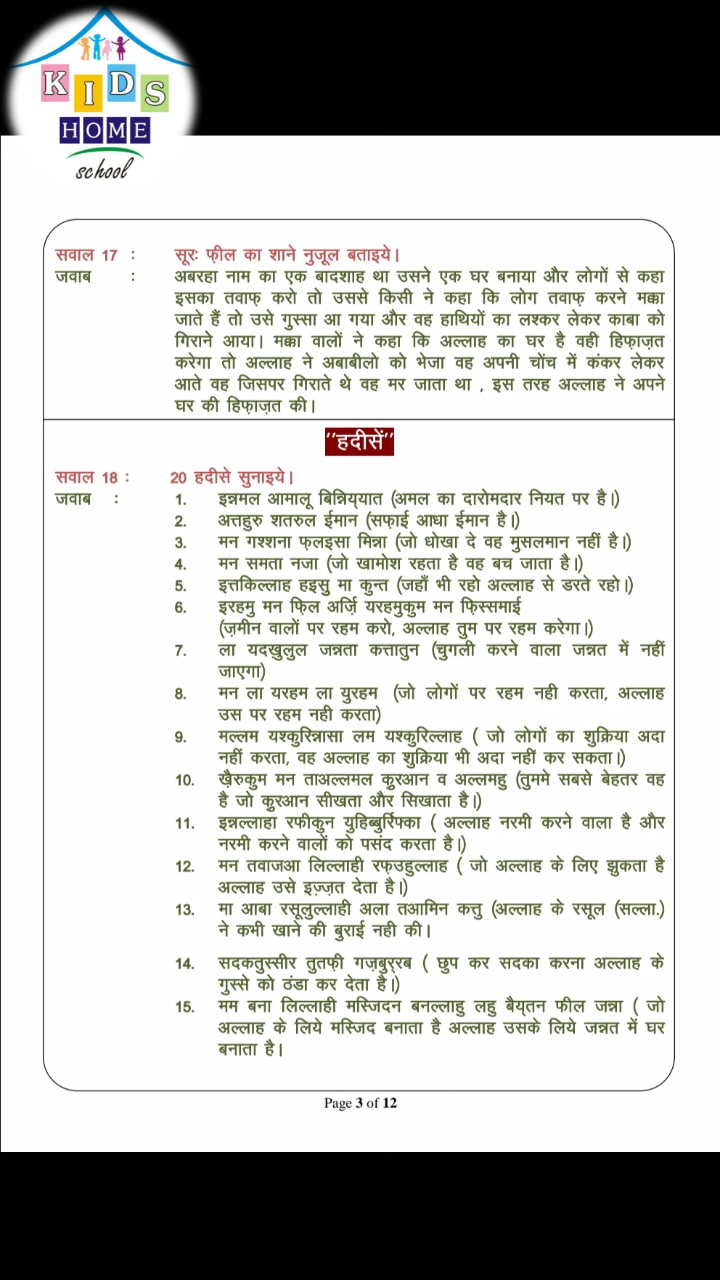 KIDS
HOME
school
सवाल 17 : सूरः फ़ील का शाने नुज़ूल बताइये।
जवाब : अबरहा नाम का एक बादशाह था उसने एक घर बनाया और लोगों से कहा
इसका तवाफ़ करो तो उससे किसी ने कहा कि लोग तवाफ़ करने मक्का
जाते हैं तो उसे गुस्सा आ गया और वह हाथियों का लश्कर लेकर काबा को
गिराने आया। मक्का वालों ने कहा कि अल्लाह का घर है वही हिफ़ाज़त
करेगा तो अल्लाह ने अबाबीलो को भेजा वह अपनी चोंच में कंकर लेकर
आते वह जिसपर गिराते थे वह मर जाता था , इस तरह अल्लाह ने अपने
घर की हिफ़ाज़त की।
"हदीसें"
सवाल 18 : 20 हदीसे सुनाइये।
जवाब : 1. इन्नमल आमालू बिन्निय्यात (अमल का दारोमदार नियत पर है।)
2. अत्तहुरु शतरुल ईमान (सफ़ाई आधा ईमान है।)
3. मन गश्शना फ़लइसा मिन्ना (जो धोखा दे वह मुसलमान नहीं है।)
4. मन समता नजा (जो खामोश रहता है वह बच जाता है।)
5. इत्तकिल्लाह हइसु मा कुन्त (जहाँ भी रहो अल्लाह से डरते रहो।)
6. इरहमु मन फ़िल अर्ज़ि यरहमुकुम मन फ़िस्समाई
(ज़मीन वालों पर रहम करो, अल्लाह तुम पर रहम करेगा।)
7. ला यदखुलुल जन्नता कत्तातुन (चुगली करने वाला जन्नत में नहीं
जाएगा)
8. मन ला यरहम ला युरहम (जो लोगों पर रहम नही करता, अल्लाह
उस पर रहम नही करता)
9. मल्लम यश्कुरिन्नासा लम यश्कुरिल्लाह ( जो लोगों का शुक्रिया अदा
नहीं करता, वह अल्लाह का शुक्रिया भी अदा नहीं कर सकता।)
10. ख़ैरुकुम मन ताअल्लमल क़ुरआन व अल्लमहु (तुममे सबसे बेहतर वह
है जो क़ुरआन सीखता और सिखाता है।)
11. इन्नल्लाहा रफीकुन युहिब्बुर्रिफ्का ( अल्लाह नरमी करने वाला है और
नरमी करने वालों को पसंद करता है।)
12. मन तवाजआ लिल्लाही रफ़उहुल्लाह ( जो अल्लाह के लिए झुकता है
अल्लाह उसे इज़्ज़त देता है।)
13. मा आबा रसूलुल्लाही अला तआमिन कत्तु (अल्लाह के रसूल (सल्ला.)
ने कभी खाने की बुराई नही की।
14. सदकतुस्सीर तुतफ़ी गज़बुर्रब ( छुप कर सदका करना अल्लाह के
गुस्से को ठंडा कर देता है।)
15. मम बना लिल्लाही मस्जिदन बनल्लाहु लहु बैय्तन फील जन्ना ( जो
अल्लाह के लिये मस्जिद बनाता है अल्लाह उसके लिये जन्नत में घर
बनाता है।
Page 3 of 12